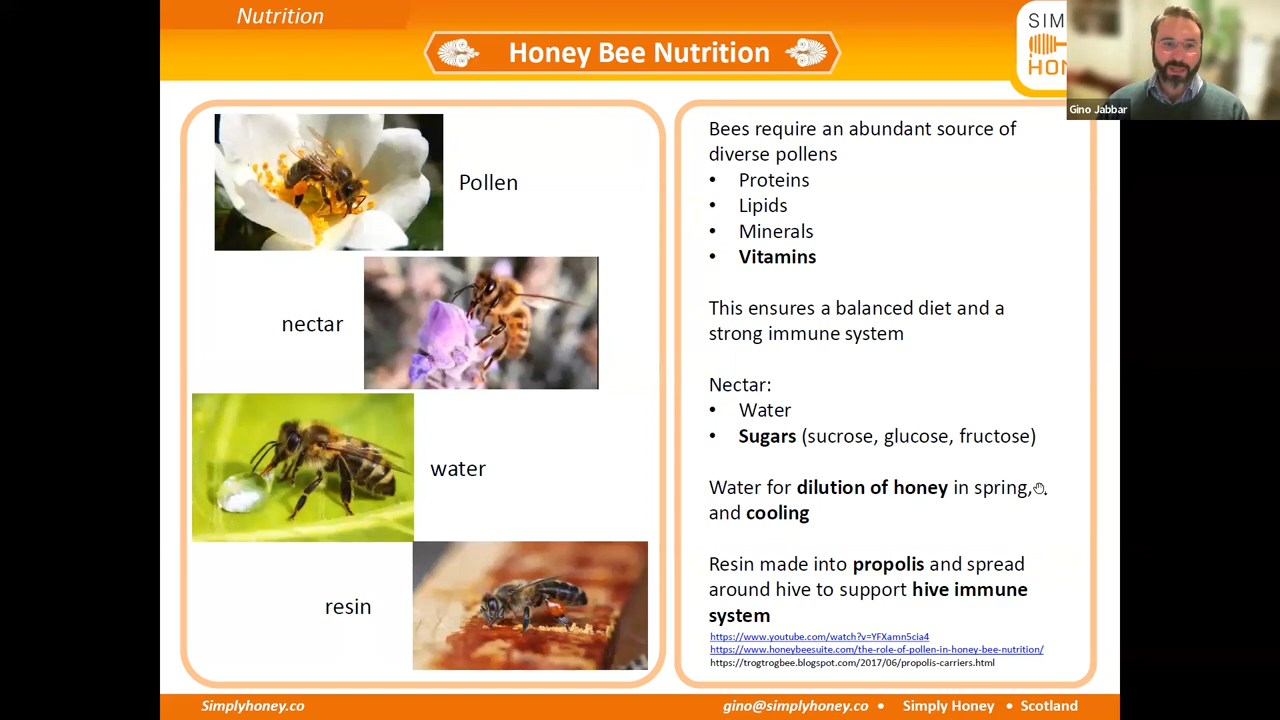 Nutrition
Honey Bee Nutrition
SIM
HON
Gino Jabbar
Pollen
nectar
water
resin
Bees require an abundant source of
diverse pollens
• Proteins
• Lipids
• Minerals
• Vitamins
This ensures a balanced diet and a
strong immune system
Nectar:
• Water
• Sugars (sucrose, glucose, fructose)
Water for dilution of honey in spring,
and cooling
Resin made into propolis and spread
around hive to support hive immune
system
https://www.youtube.com/watch?v=YFXamn5cia4
https://www.honeybeesuite.com/the-role-of-pollen-in-honey-bee-nutrition/
https://trogtrogbee.blogspot.com/2017/06/propolis-carriers.html
Simplyhoney.co
gino@simplyhoney.co • Simply Honey • Scotland